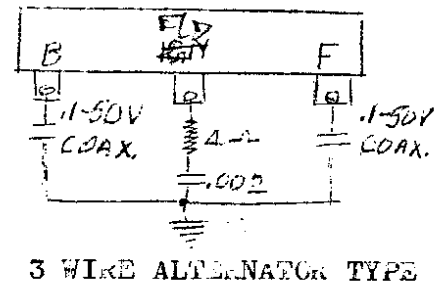 B F
.1-50V
COAX.
4Ω
.002
.1-50V
COAX.
3 WIRE ALTERNATOR TYPE